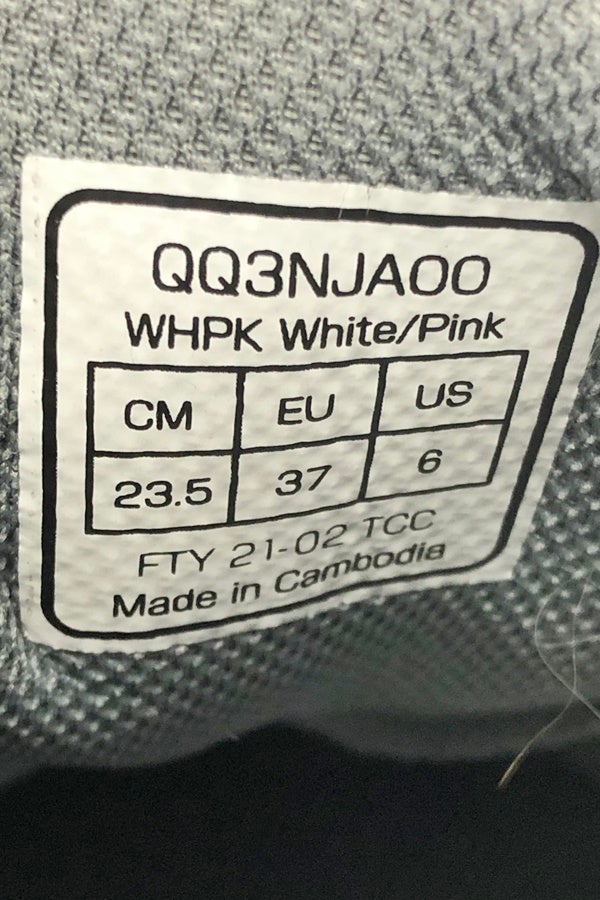 QQ3NJA00
WHPK White/Pink
CM EU US
23.5 37 6
FTY 21-02 TCC
Made in Cambodia